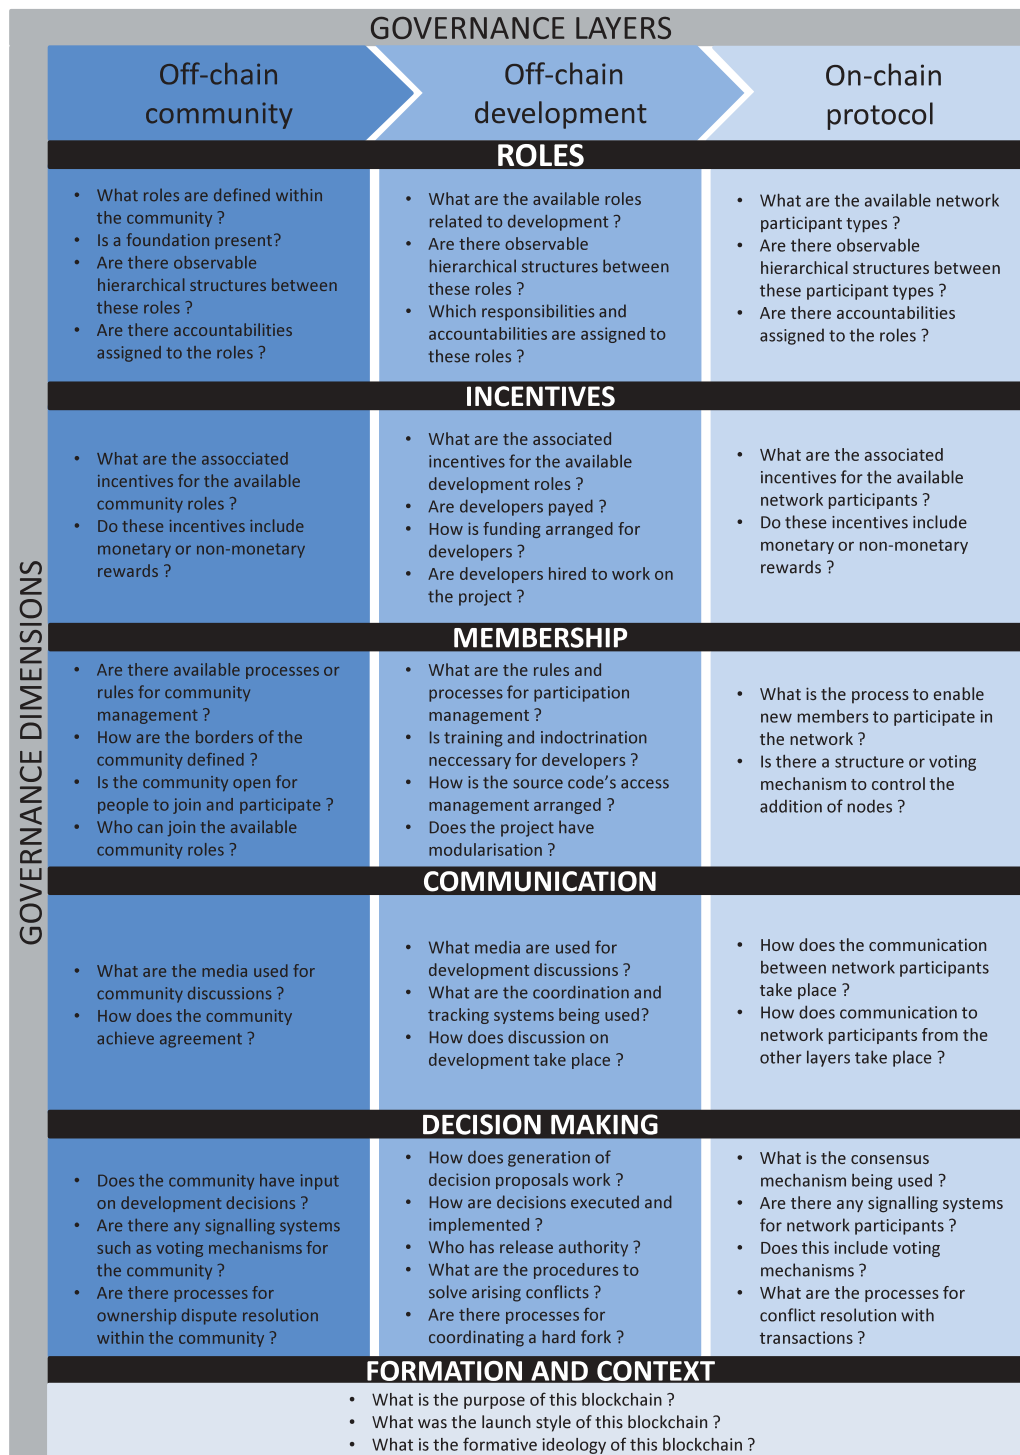 GOVERNANCE LAYERS
GOVERNANCE DIMENSIONS
Off-chain
community
Off-chain
development
On-chain
protocol
ROLES
• What roles are defined within
the community ?
• Is a foundation present?
• Are there observable
hierarchical structures between
these roles ?
• Are there accountabilities
assigned to the roles ?
• What are the available roles
related to development ?
• Are there observable
hierarchical structures between
these roles ?
• Which responsibilities and
accountabilities are assigned to
these roles ?
• What are the available network
participant types ?
• Are there observable
hierarchical structures between
these participant types ?
• Are there accountabilities
assigned to the roles ?
INCENTIVES
• What are the assocciated
incentives for the available
community roles ?
• Do these incentives include
monetary or non-monetary
rewards ?
• What are the associated
incentives for the available
development roles ?
• Are developers payed ?
• How is funding arranged for
developers ?
• Are developers hired to work on
the project ?
• What are the associated
incentives for the available
network participants ?
• Do these incentives include
monetary or non-monetary
rewards ?
MEMBERSHIP
• Are there available processes or
rules for community
management ?
• How are the borders of the
community defined ?
• Is the community open for
people to join and participate ?
• Who can join the available
community roles ?
• What are the rules and
processes for participation
management ?
• Is training and indoctrination
neccessary for developers ?
• How is the source code’s access
management arranged ?
• Does the project have
modularisation ?
• What is the process to enable
new members to participate in
the network ?
• Is there a structure or voting
mechanism to control the
addition of nodes ?
COMMUNICATION
• What are the media used for
community discussions ?
• How does the community
achieve agreement ?
• What media are used for
development discussions ?
• What are the coordination and
tracking systems being used?
• How does discussion on
development take place ?
• How does the communication
between network participants
take place ?
• How does communication to
network participants from the
other layers take place ?
DECISION MAKING
• Does the community have input
on development decisions ?
• Are there any signalling systems
such as voting mechanisms for
the community ?
• Are there processes for
ownership dispute resolution
within the community ?
• How does generation of
decision proposals work ?
• How are decisions executed and
implemented ?
• Who has release authority ?
• What are the procedures to
solve arising conflicts ?
• Are there processes for
coordinating a hard fork ?
• What is the consensus
mechanism being used ?
• Are there any signalling systems
for network participants ?
• Does this include voting
mechanisms ?
• What are the processes for
conflict resolution with
transactions ?
FORMATION AND CONTEXT
• What is the purpose of this blockchain ?
• What was the launch style of this blockchain ?
• What is the formative ideology of this blockchain ?